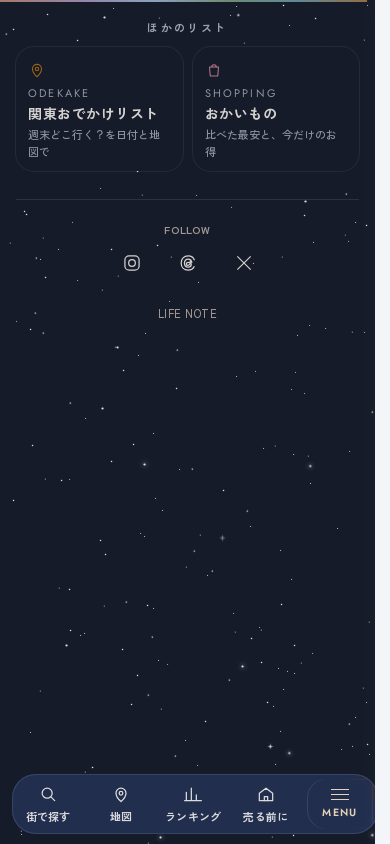 ほかのリスト
ODEKAKE
関東おでかけリスト
週末どこ行く？を日付と地
図で
SHOPPING
おかいもの
比べた最安と、今だけのお
得
FOLLOW
LIFE NOTE
街で探す
地図
ランキング
売る前に
MENU